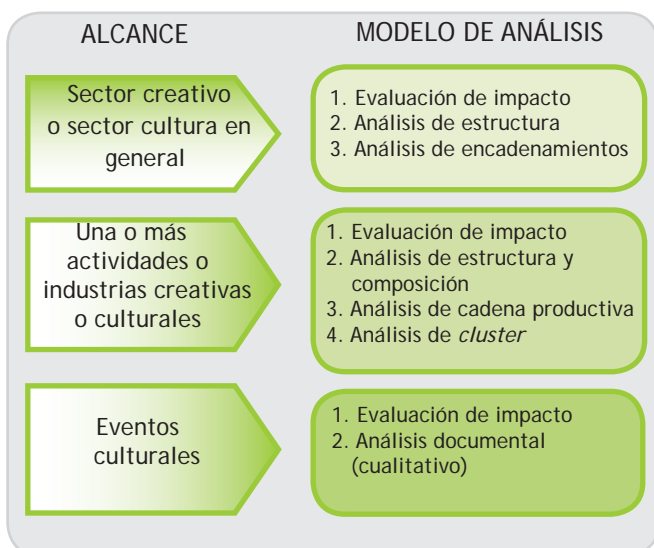 ALCANCE
MODELO DE ANÁLISIS
Sector creativo
o sector cultura en
general
1. Evaluación de impacto
2. Análisis de estructura
3. Análisis de encadenamientos
Una o más
actividades o
industrias creativas
o culturales
1. Evaluación de impacto
2. Análisis de estructura y
composición
3. Análisis de cadena productiva
4. Análisis de cluster
Eventos
culturales
1. Evaluación de impacto
2. Análisis documental
(cualitativo)